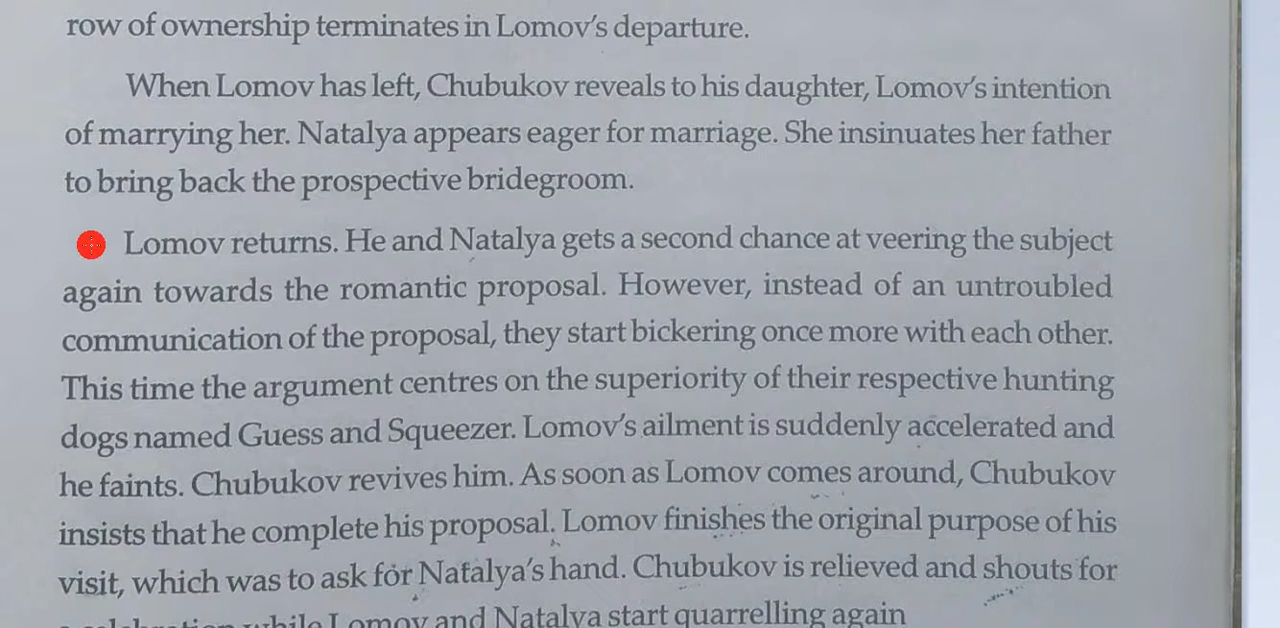 row of ownership terminates in Lomov's departure.
When Lomov has left, Chubukov reveals to his daughter, Lomov's intention
of marrying her. Natalya appears eager for marriage. She insinuates her father
to bring back the prospective bridegroom.
Lomov returns. He and Natalya gets a second chance at veering the subject
again towards the romantic proposal. However, instead of an untroubled
communication of the proposal, they start bickering once more with each other.
This time the argument centres on the superiority of their respective hunting
dogs named Guess and Squeezer. Lomov's ailment is suddenly accelerated and
he faints. Chubukov revives him. As soon as Lomov comes around, Chubukov
insists that he complete his proposal. Lomov finishes the original purpose of his
visit, which was to ask for Natalya's hand. Chubukov is relieved and shouts for
a celebration while Lomov and Natalya start quarrelling again